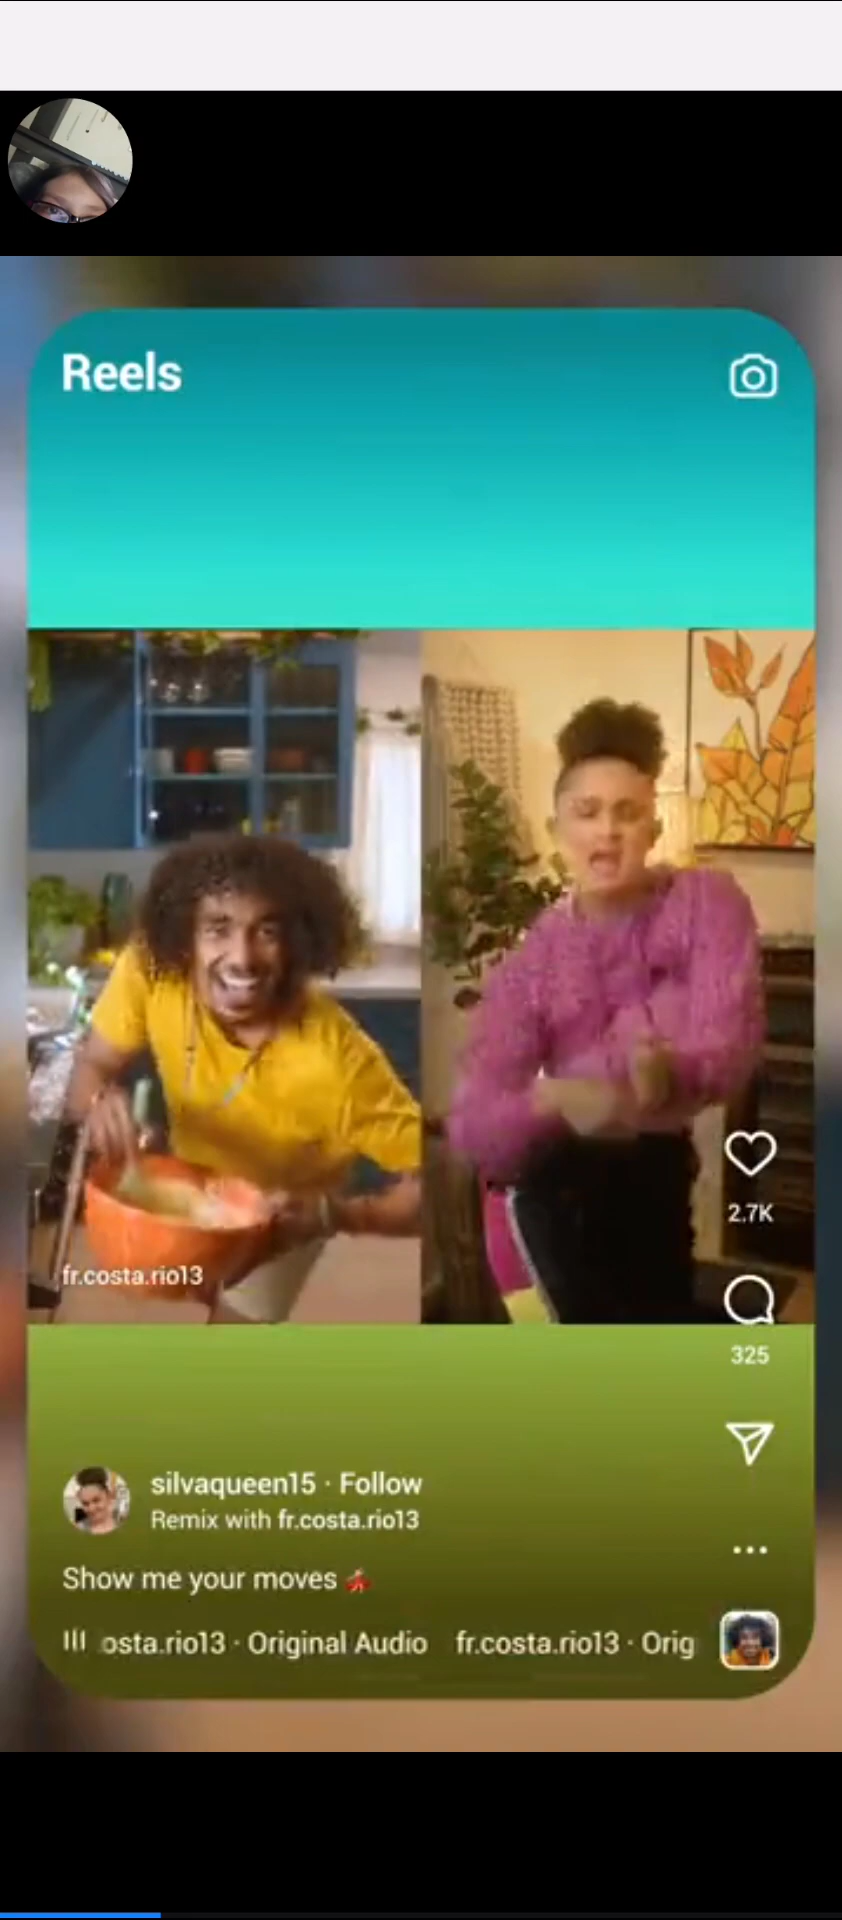 Reels
fr.costa.rio13
2.7K
325
silvaqueen15 · Follow
Remix with fr.costa.rio13
Show me your moves 💃
osta.rio13 · Original Audio fr.costa.rio13 · Orig